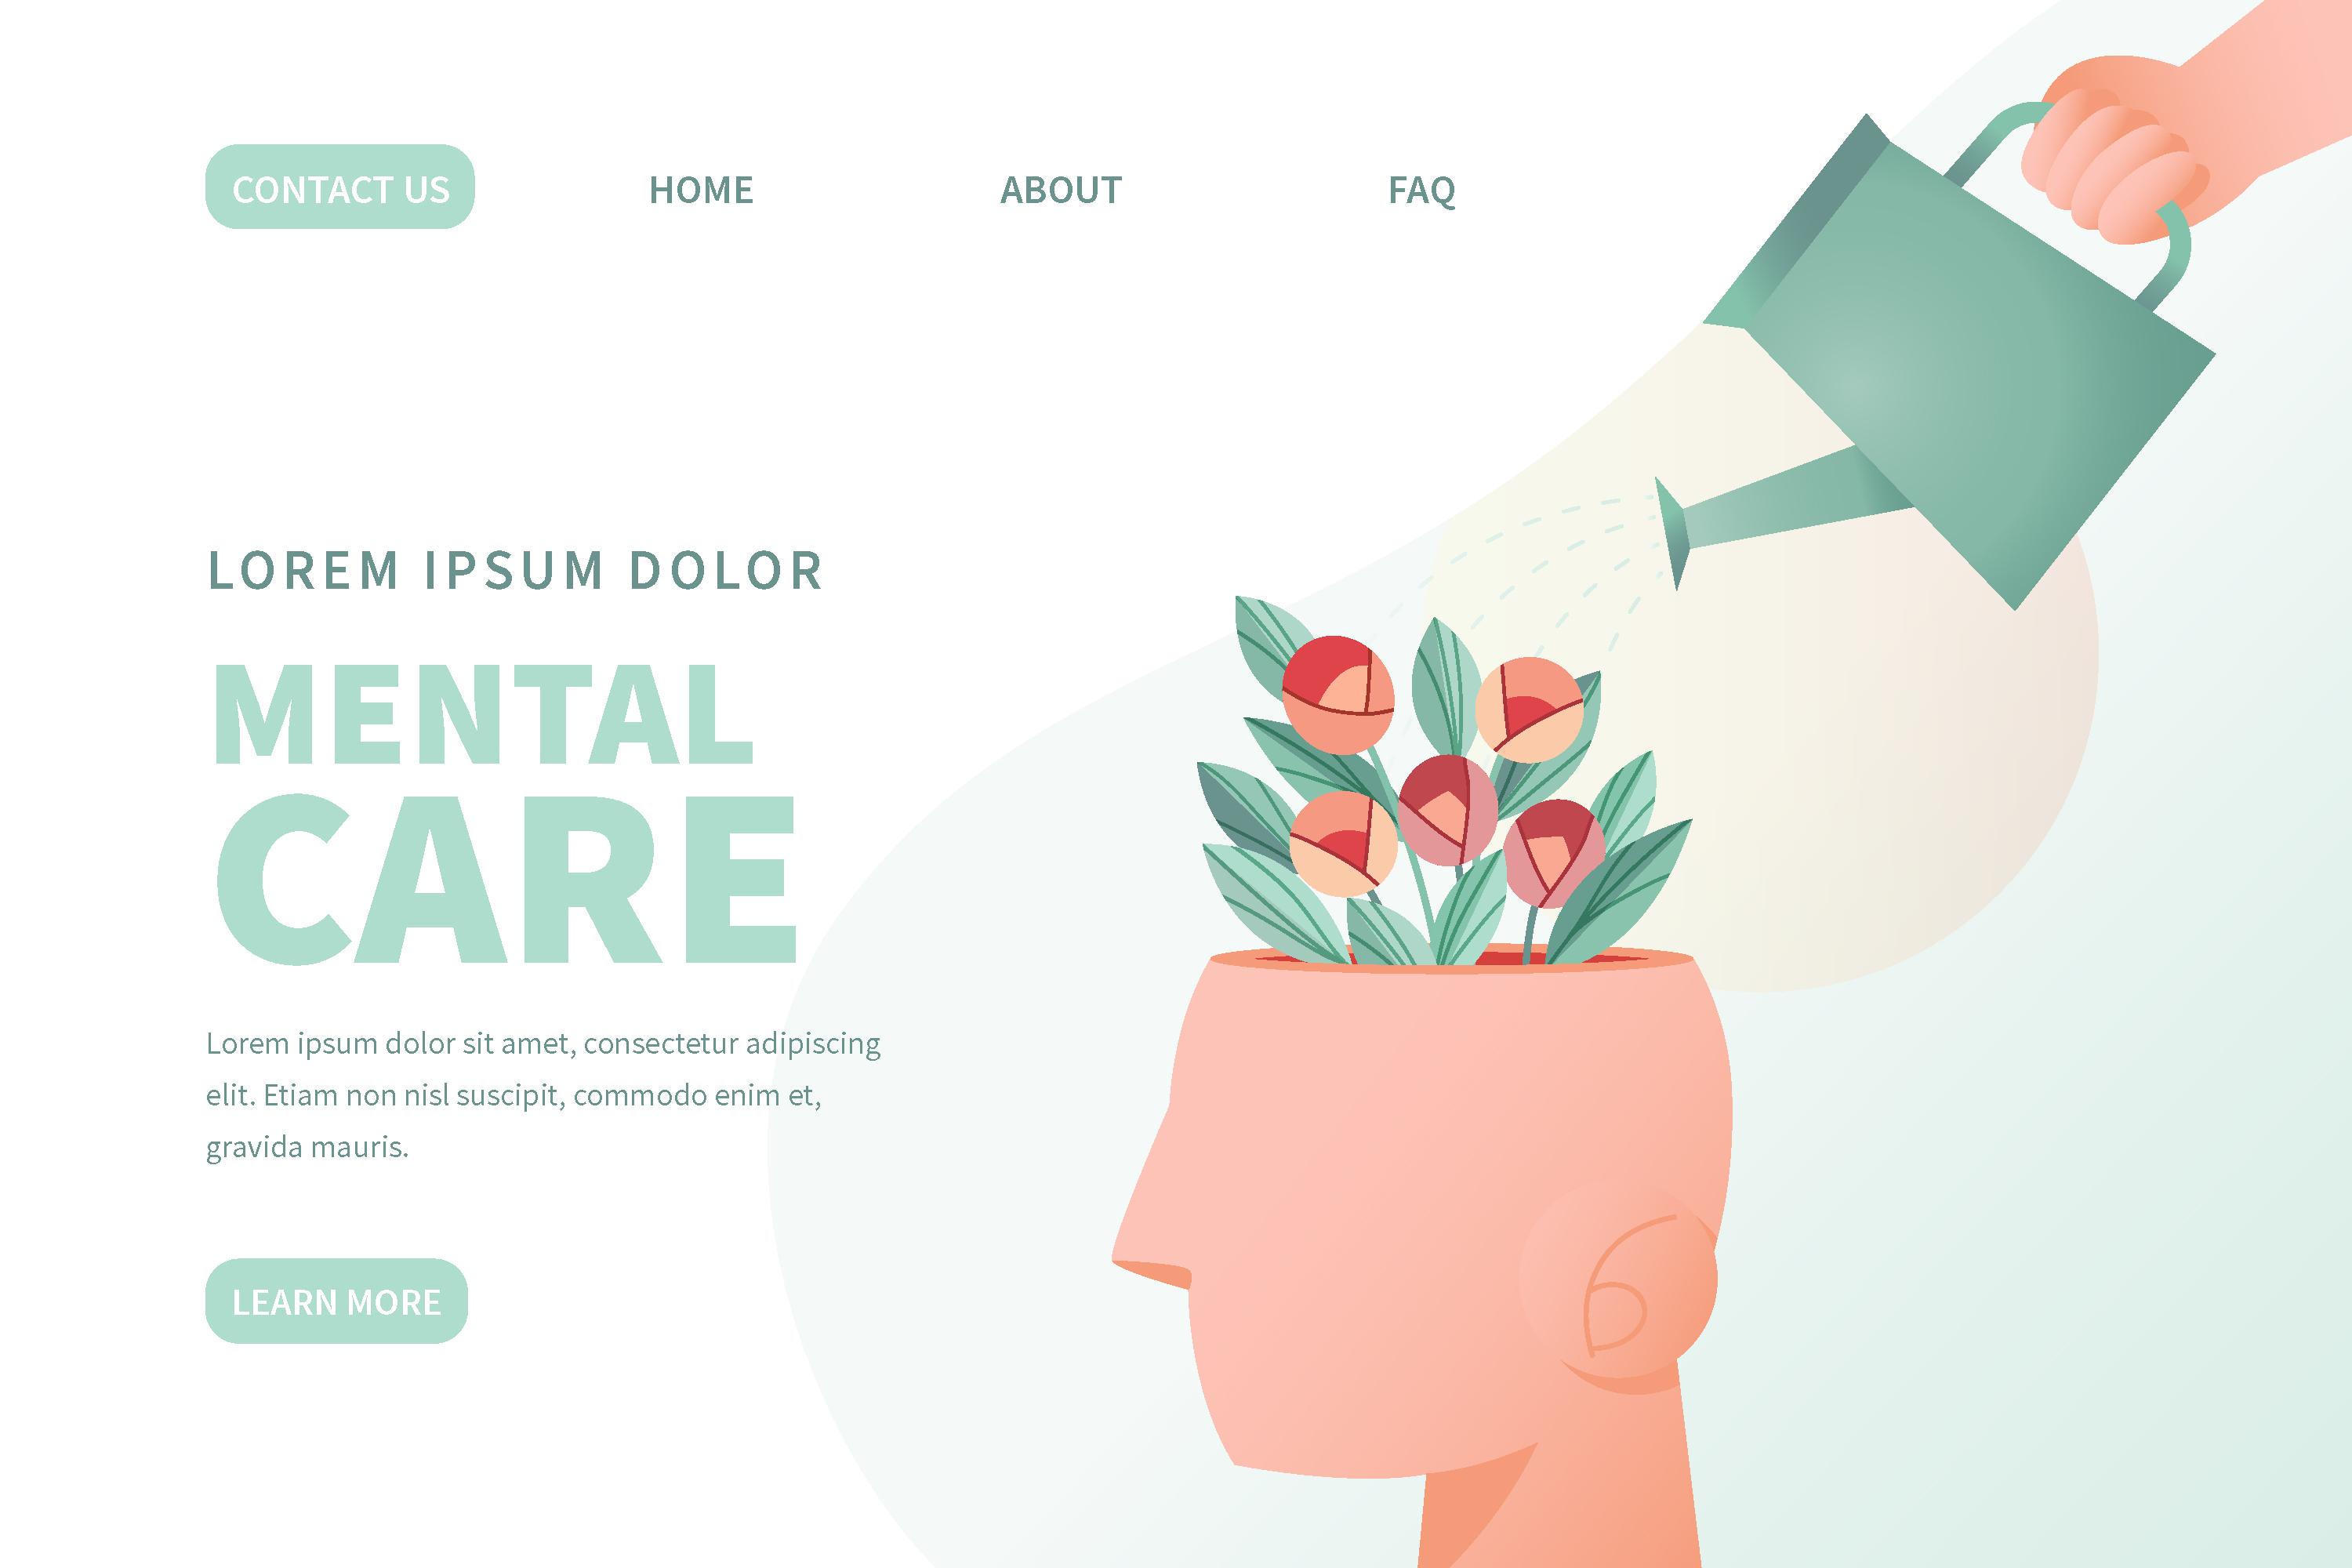 CONTACT US HOME ABOUT FAQ
LOREM IPSUM DOLOR
MENTAL
CARE
Lorem ipsum dolor sit amet, consectetur adipiscing
elit. Etiam non nisl suscipit, commodo enim et,
gravida mauris.
LEARN MORE